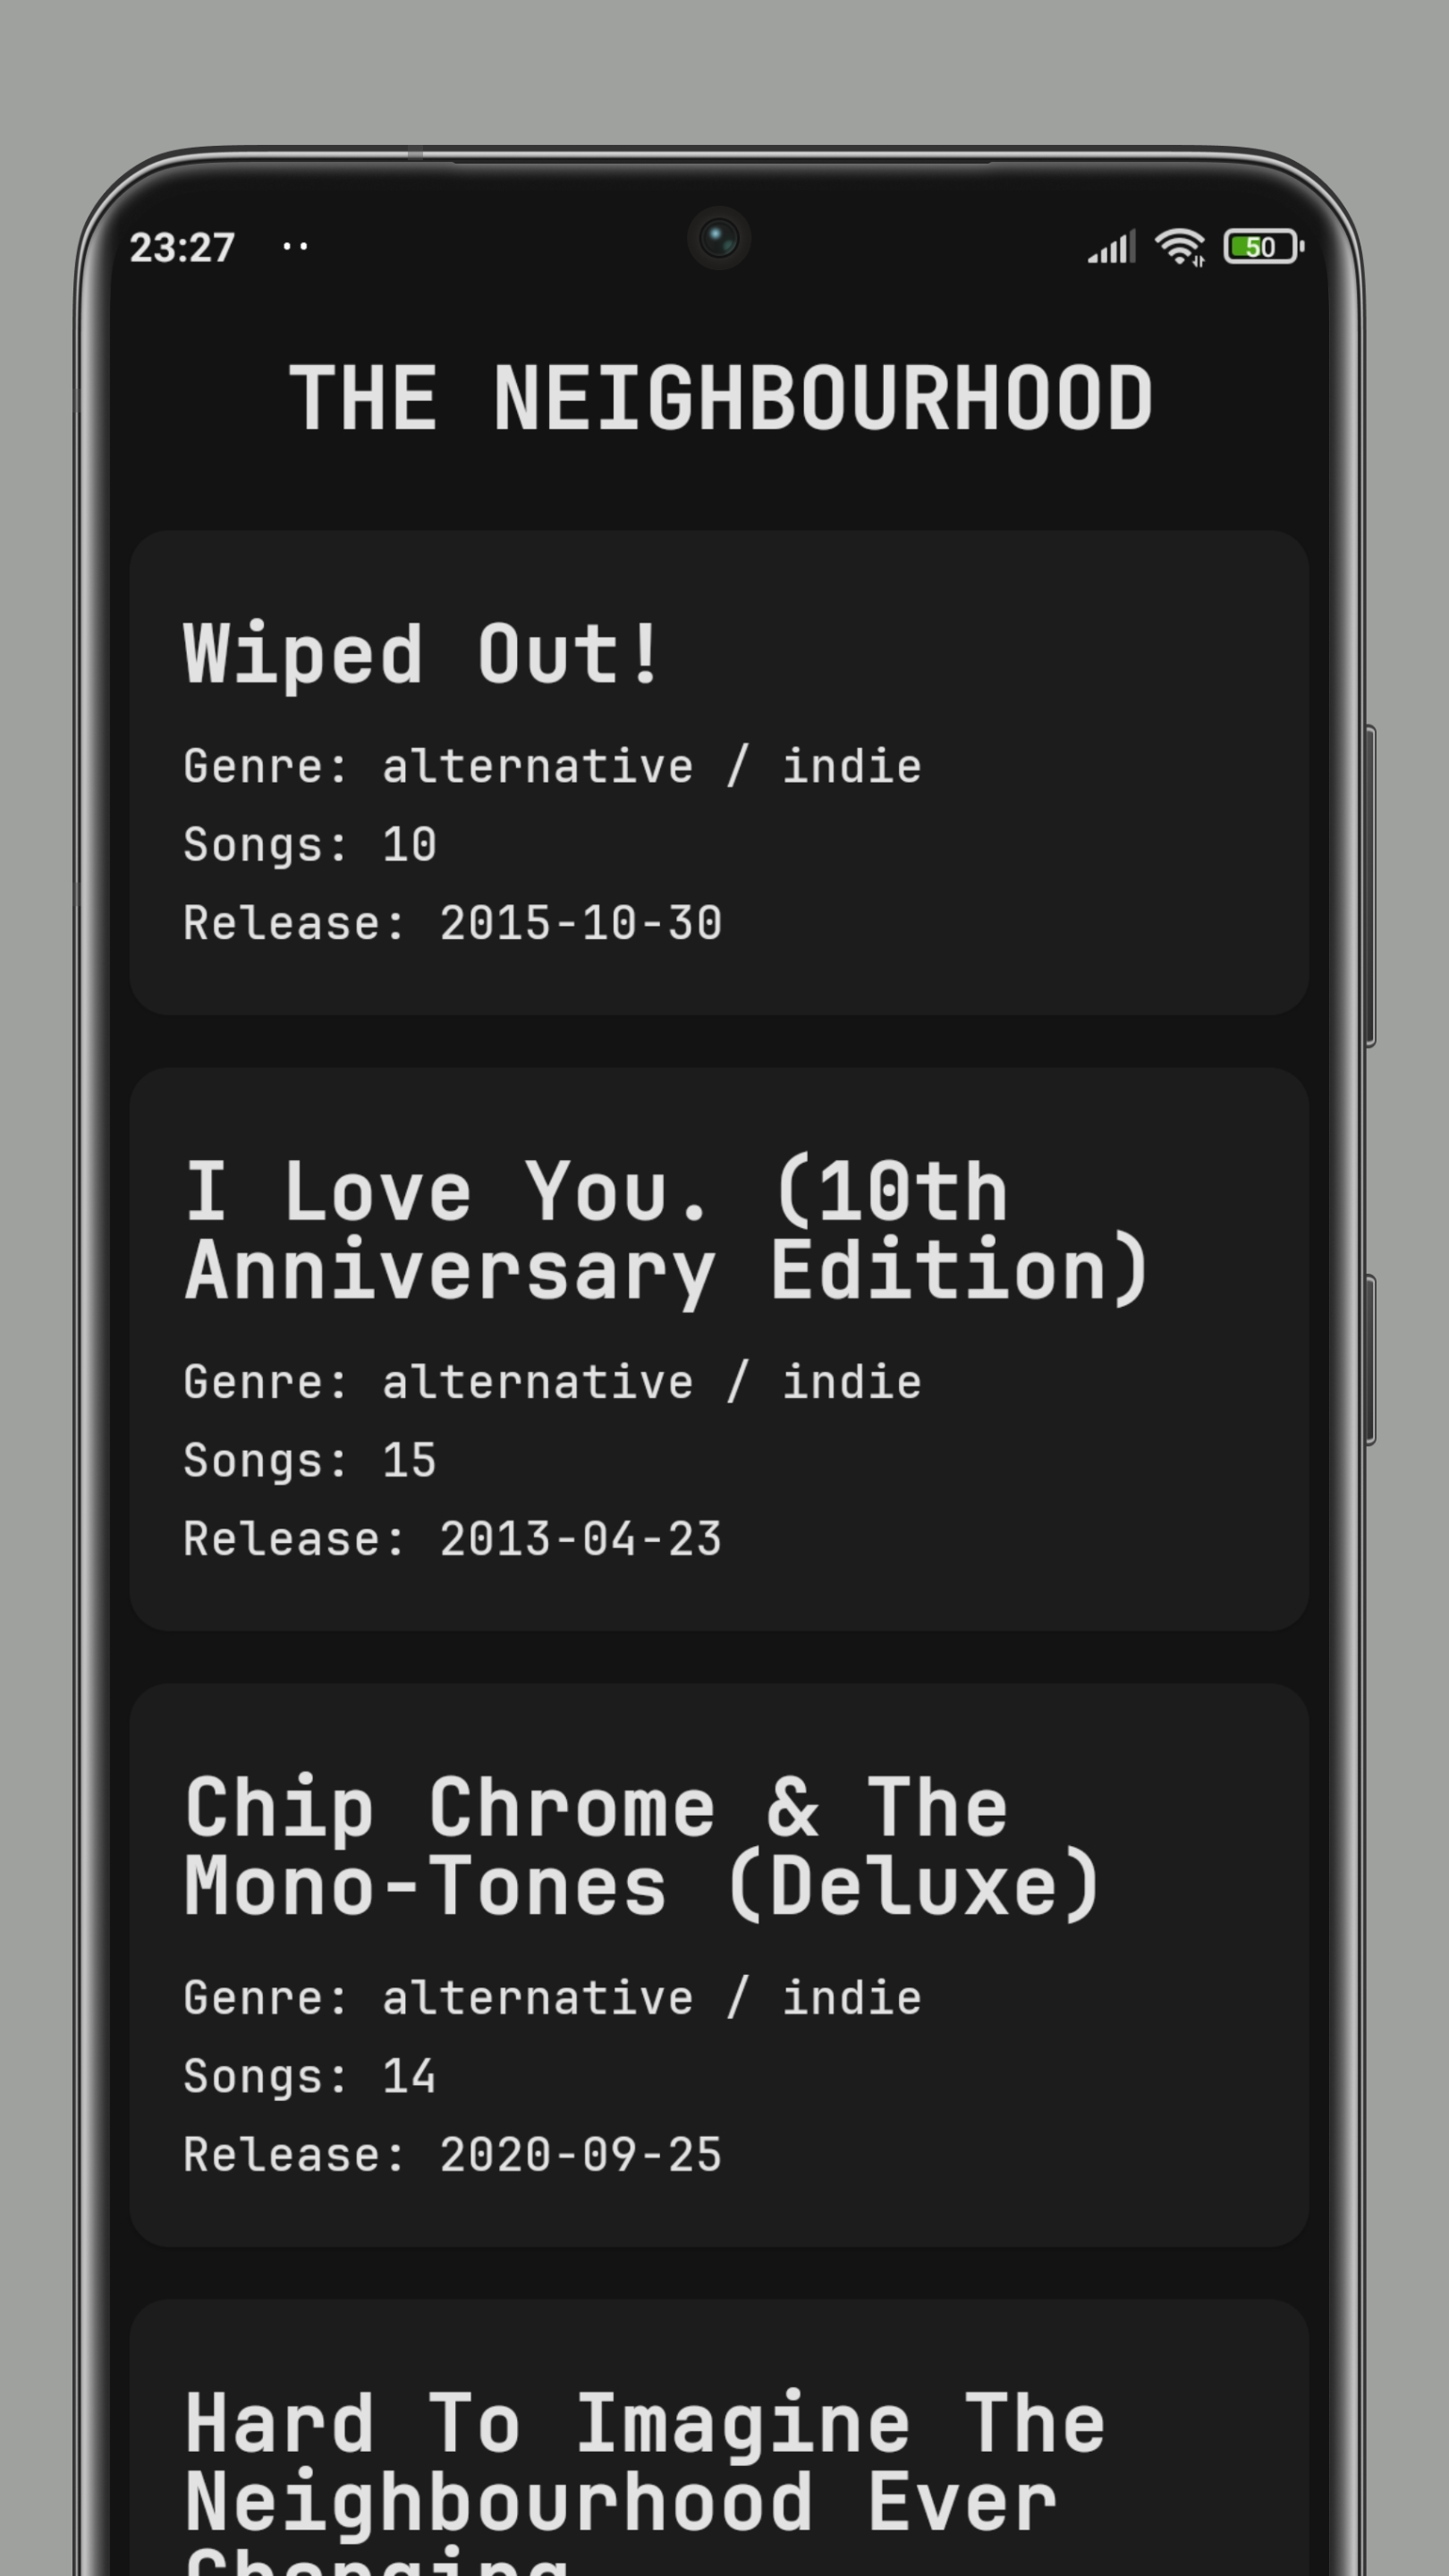 23:27
50
THE NEIGHBOURHOOD
Wiped Out!
Genre: alternative / indie
Songs: 10
Release: 2015-10-30
I Love You. (10th
Anniversary Edition)
Genre: alternative / indie
Songs: 15
Release: 2013-04-23
Chip Chrome & The
Mono-Tones (Deluxe)
Genre: alternative / indie
Songs: 14
Release: 2020-09-25
Hard To Imagine The
Neighbourhood Ever
Changing